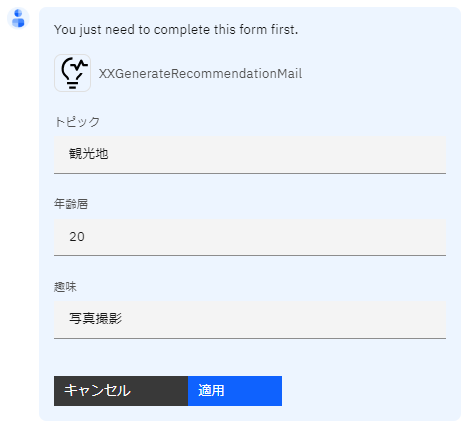 You just need to complete this form first.
XXGenerateRecommendationMail
トピック
観光地
年齢層
20
趣味
写真撮影
キャンセル
適用